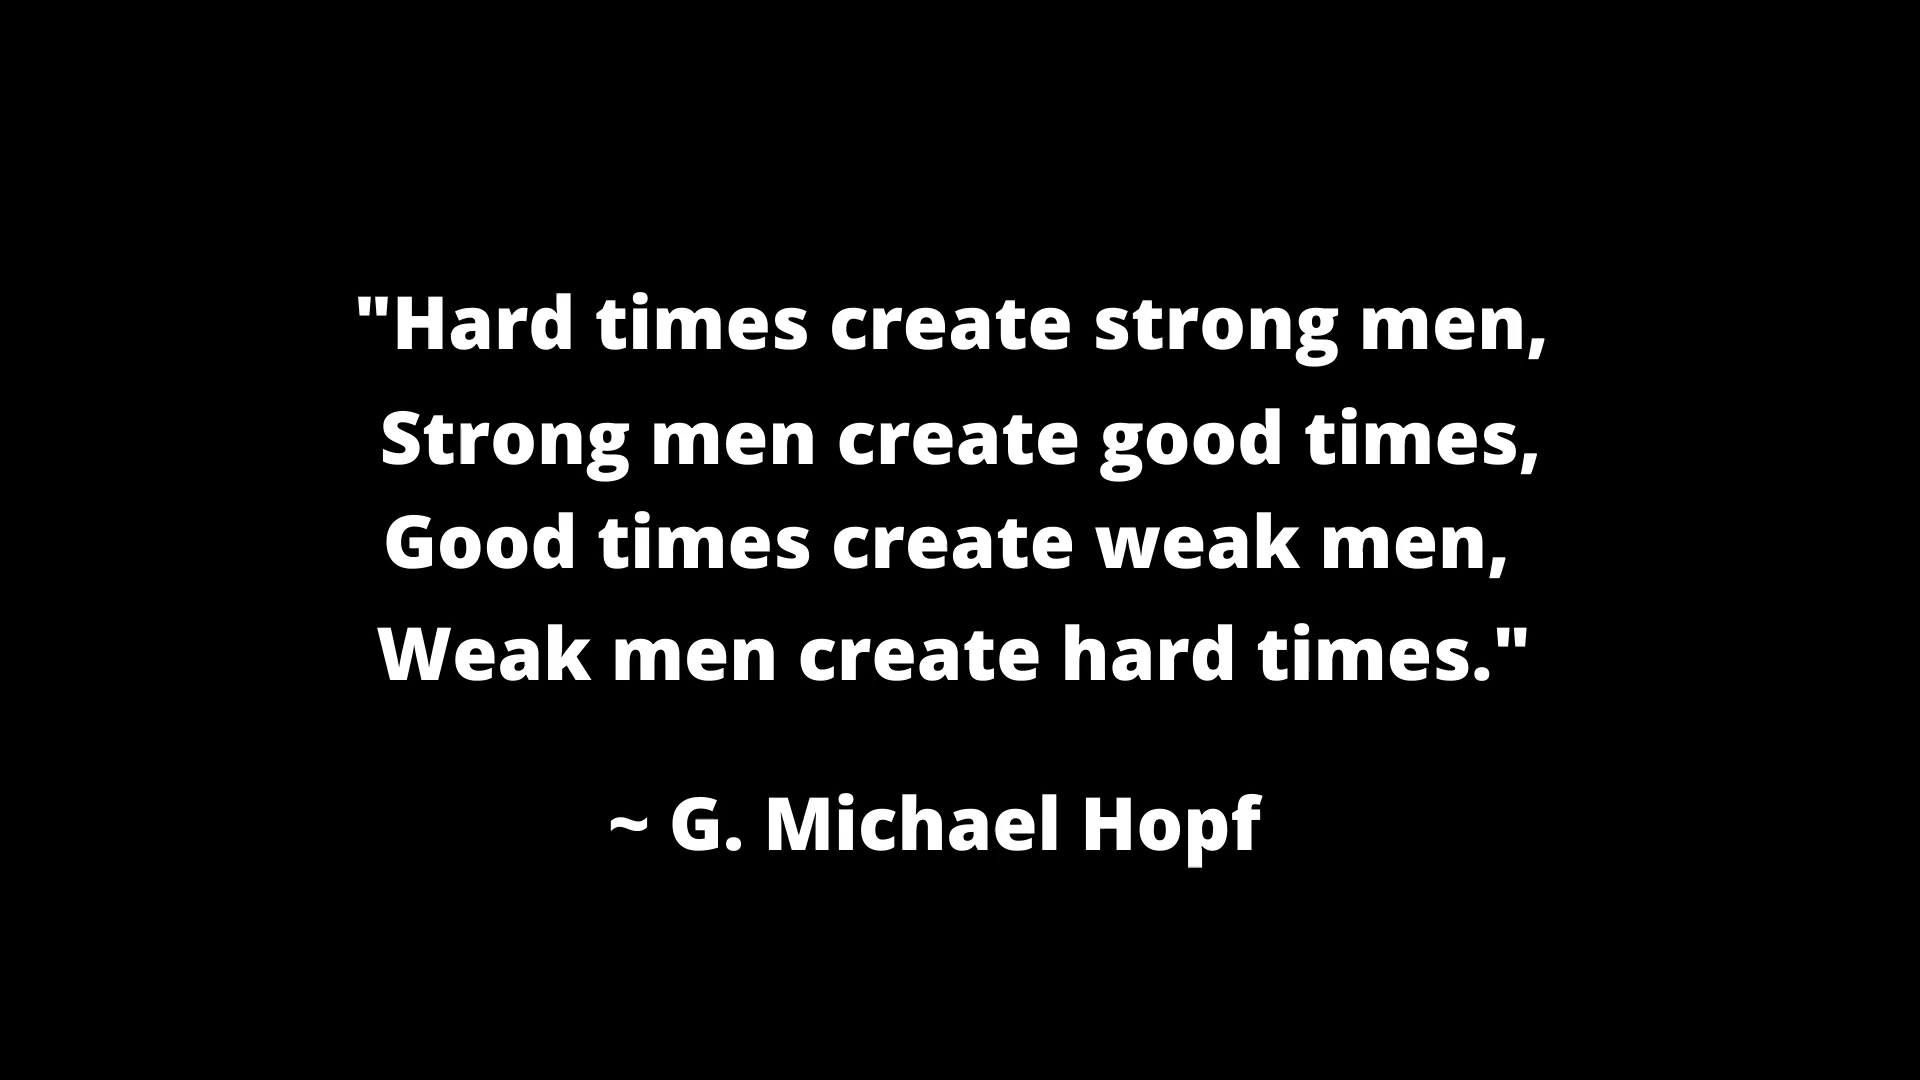 "Hard times create strong men,
Strong men create good times,
Good times create weak men,
Weak men create hard times."
~ G. Michael Hopf